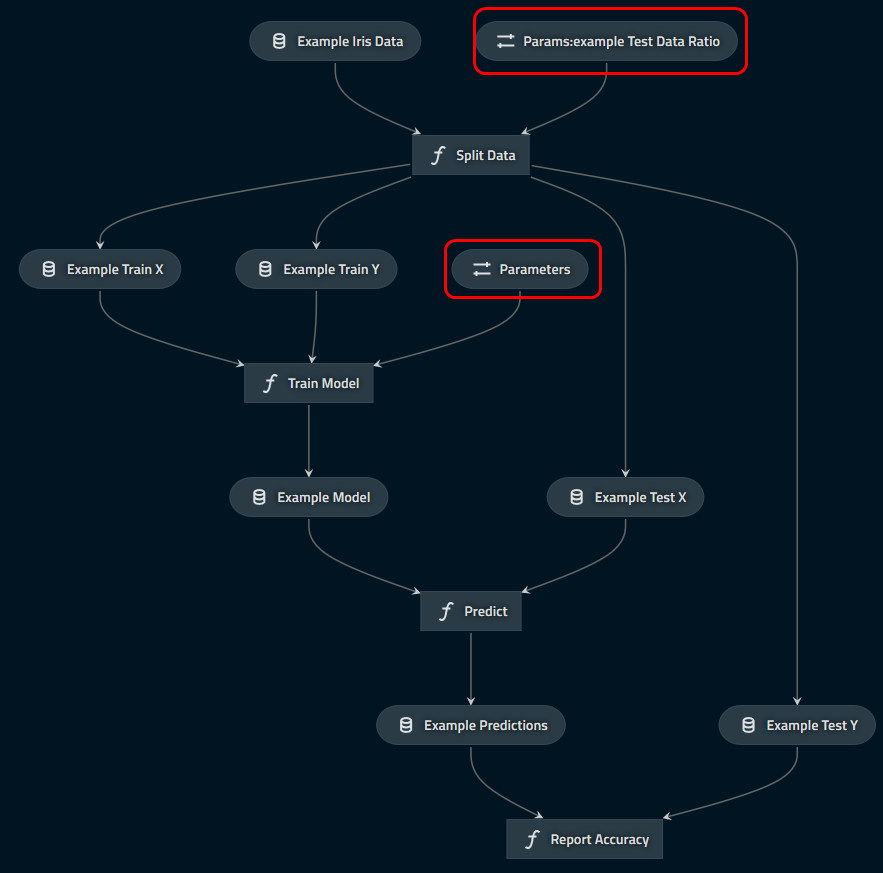 Example Iris Data
Params:example Test Data Ratio
Split Data
Example Train X
Example Train Y
Parameters
Train Model
Example Model
Example Test X
Predict
Example Predictions
Example Test Y
Report Accuracy